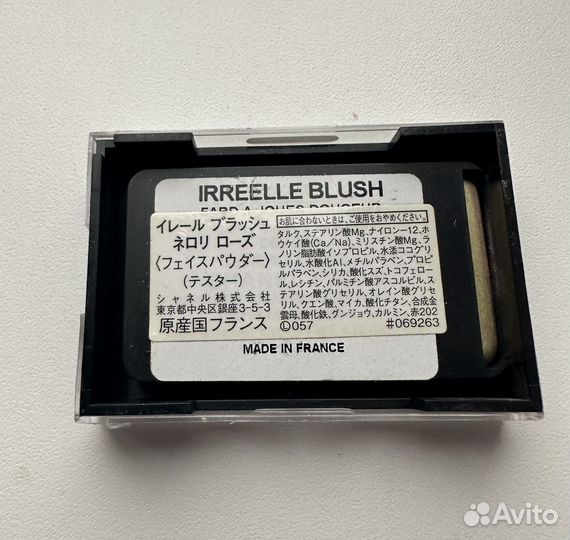 IRREELLE BLUSH
FARD A JOUES DOUCEUR
イレール ブラッシュ
ネロリ ローズ
〈フェイスパウダー〉
(テスター)
シャネル株式会社
東京都中央区銀座3-5-3
原産国フランス
お肌に合わないときは、ご使用をおやめください。
タルク、ステアリン酸Mg、ナイロン-12、ホ
ウケイ酸(Ca/Na)、ミリスチン酸Mg、ラ
ノリン脂肪酸イソプロピル、水添ココグリ
セリル、水酸化Al、メチルパラベン、プロピ
ルパラベン、シリカ、酸化スズ、トコフェロー
ル、レシチン、パルミチン酸アスコルビル、ス
テアリン酸グリセリル、オレイン酸グリセ
リル、クエン酸、マイカ、酸化チタン、合成金
雲母、酸化鉄、グンジョウ、カルミン、赤202
057 #069263
MADE IN FRANCE
Avito